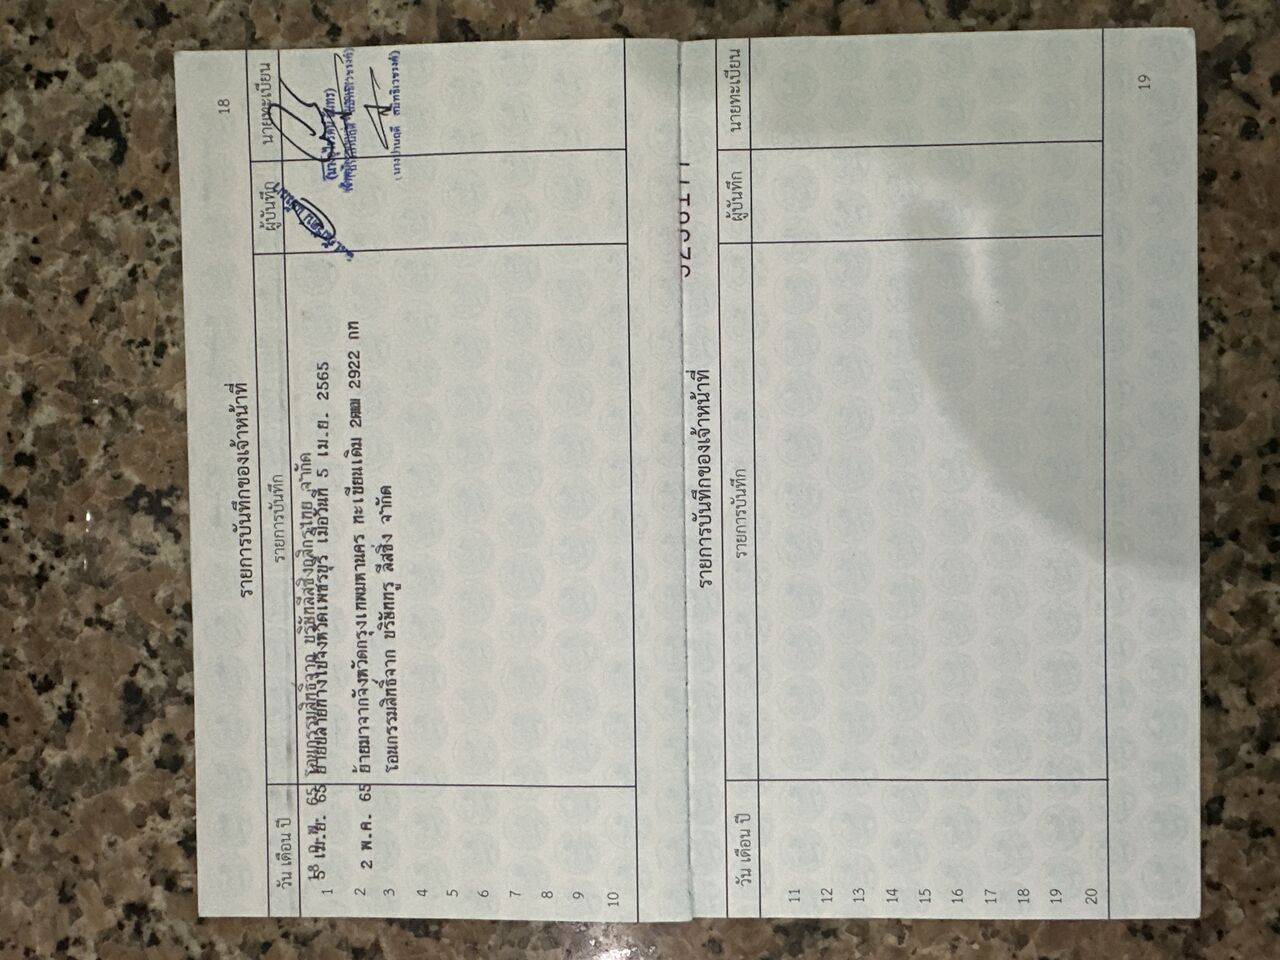 18
รายการบันทึกของเจ้าหน้าที่
วัน เดือน ปี รายการบันทึก ผู้บันทึก นายทะเบียน
โอนกรรมสิทธิ์จาก บริษัทลีสซิ่งกสิกรไทย จำกัด
1 เม.ย. 65 ย้ายปลายทางไปจังหวัดเพชรบุรี เมื่อวันที่ 5 เม.ย. 2565
2 2 พ.ค. 65 ย้ายมาจากจังหวัดกรุงเทพมหานคร ทะเบียนเดิม 2ฒฌ 2922 กท
3 โอนกรรมสิทธิ์จาก บริษัททรู ลีสซิ่ง จำกัด
4
5
6
7
8
9
10
รายการบันทึกของเจ้าหน้าที่
วัน เดือน ปี รายการบันทึก ผู้บันทึก นายทะเบียน
11
12
13
14
15
16
17
18
19
20
19